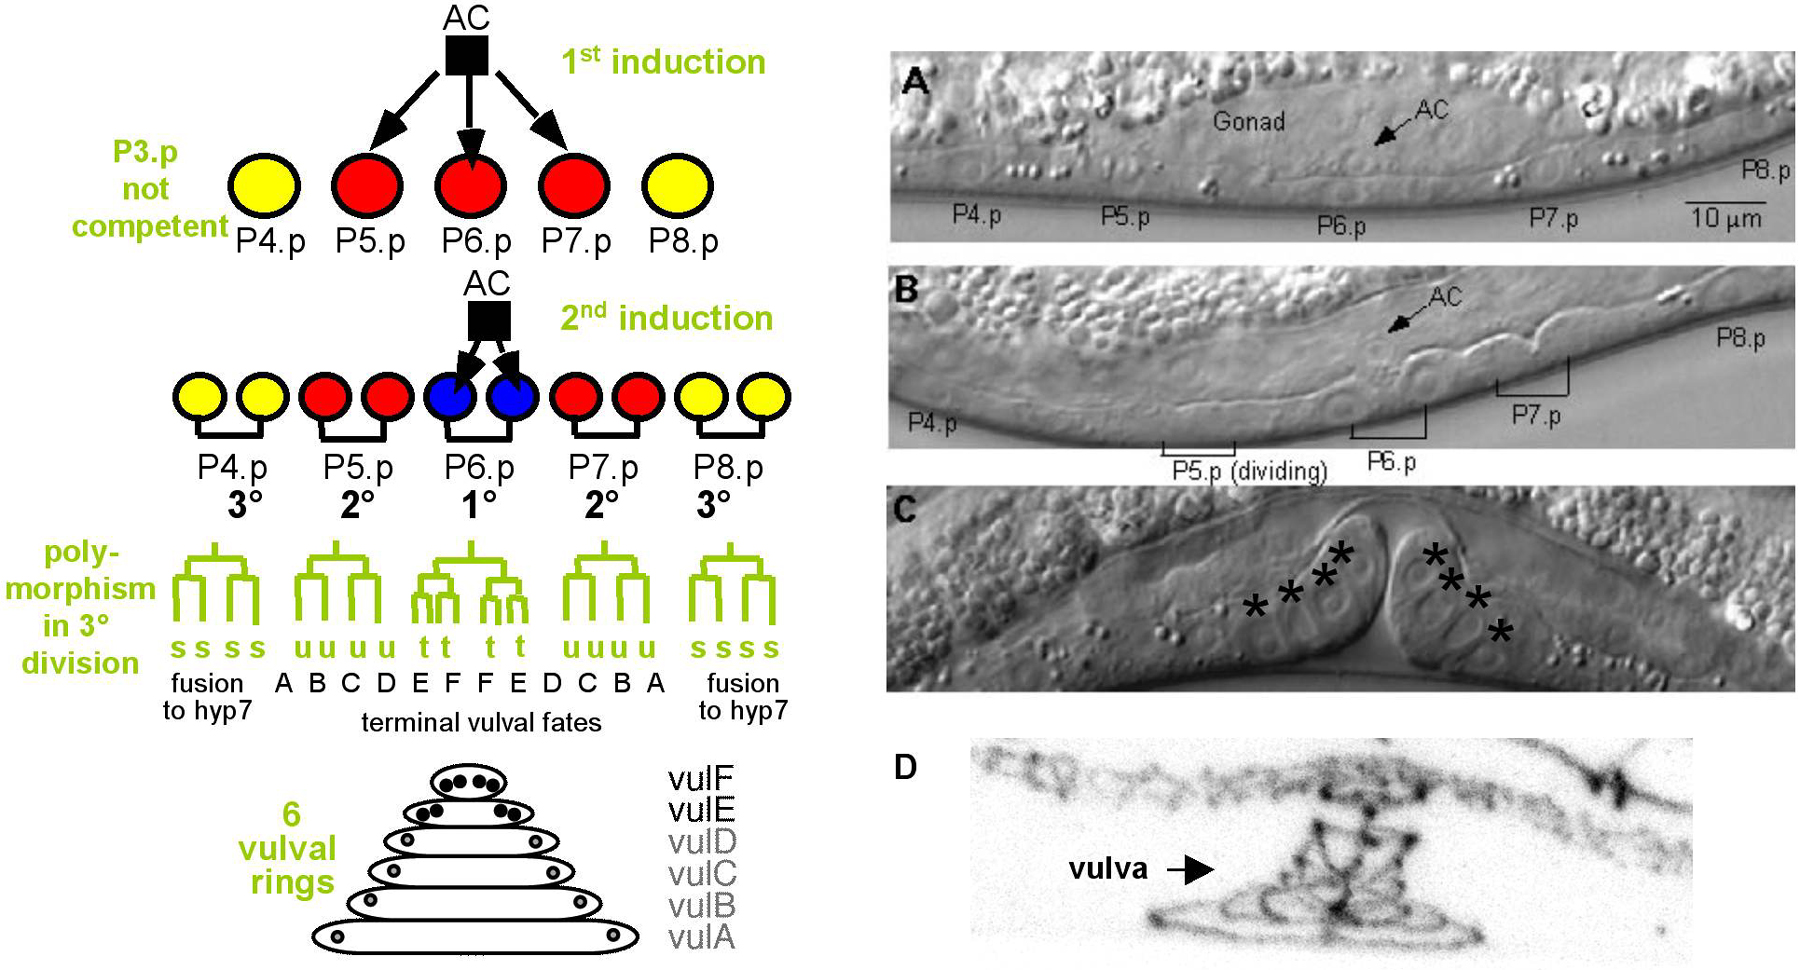 AC
1st induction
P3.p
not
competent
P4.p P5.p P6.p P7.p P8.p
AC
2nd induction
P4.p P5.p P6.p P7.p P8.p
3° 2° 1° 2° 3°
poly-
morphism
in 3°
division
s s s s u u u u t t t t u u u u s s s s
fusion
to hyp7
A B C D E F F E D C B A
fusion
to hyp7
terminal vulval fates
6
vulval
rings
vulF
vulE
vulD
vulC
vulB
vulA
A
Gonad
AC
P4.p P5.p P6.p P7.p P8.p
10 µm
B
AC
P4.p
P5.p (dividing)
P6.p
P7.p
P8.p
C
* * * * * * * *
D
vulva